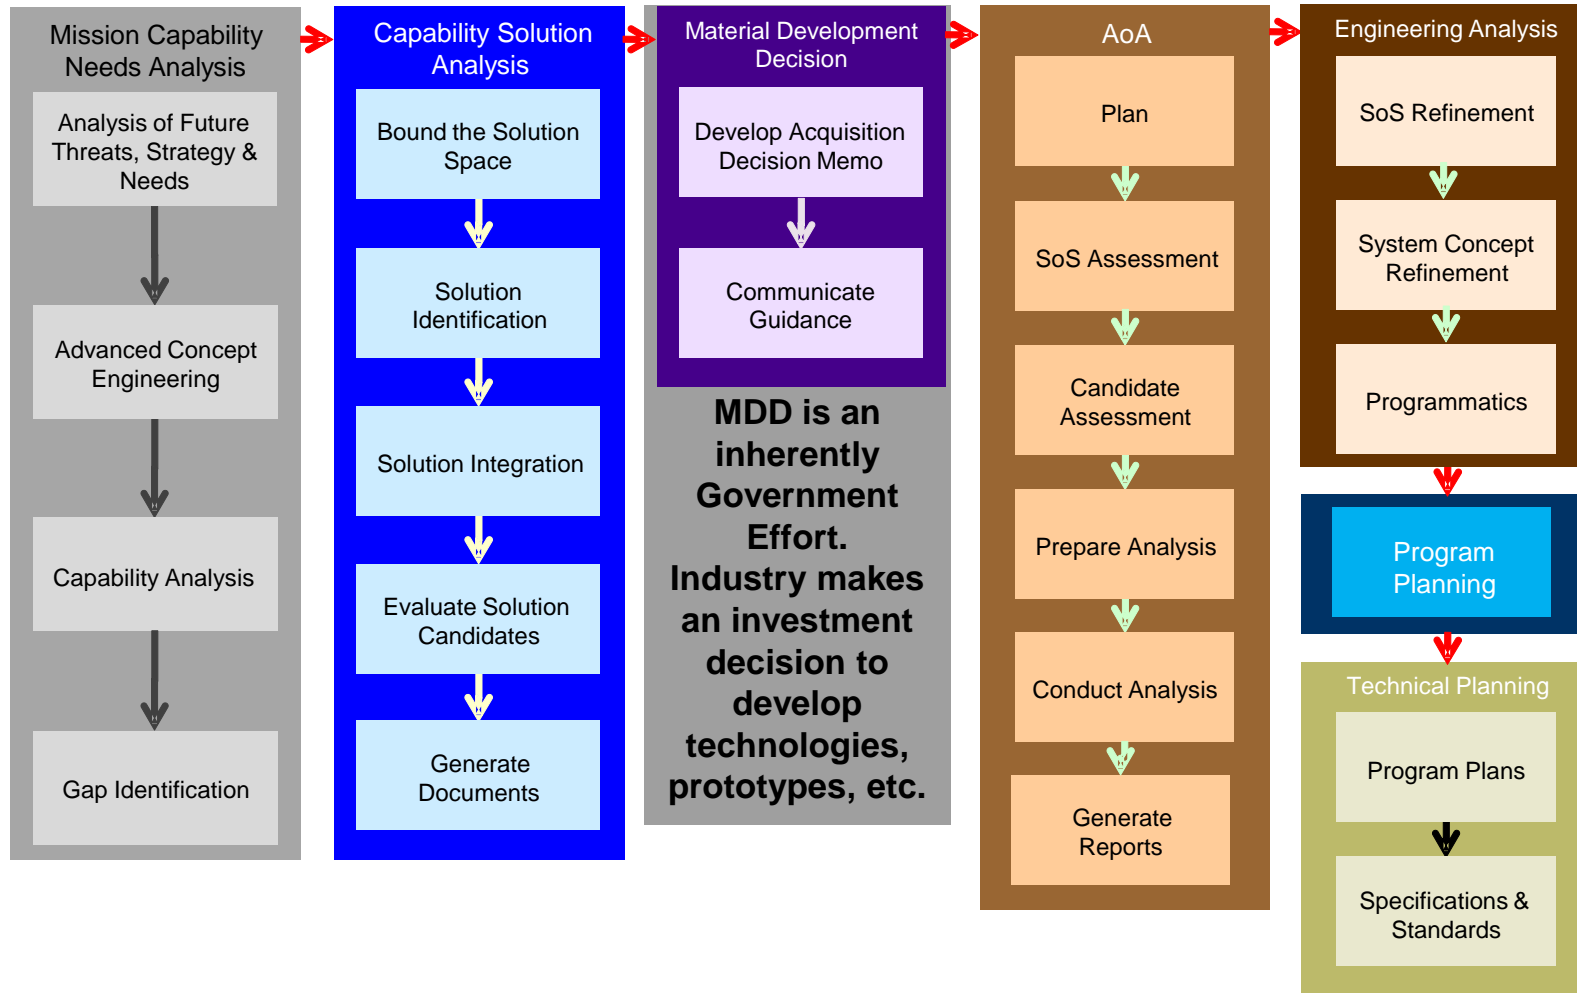 Mission Capability
Needs Analysis
Analysis of Future
Threats, Strategy &
Needs
Advanced Concept
Engineering
Capability Analysis
Gap Identification
Capability Solution
Analysis
Bound the Solution
Space
Solution
Identification
Solution Integration
Evaluate Solution
Candidates
Generate
Documents
Material Development
Decision
Develop Acquisition
Decision Memo
Communicate
Guidance
MDD is an
inherently
Government
Effort.
Industry makes
an investment
decision to
develop
technologies,
prototypes, etc.
AoA
Plan
SoS Assessment
Candidate
Assessment
Prepare Analysis
Conduct Analysis
Generate
Reports
Engineering Analysis
SoS Refinement
System Concept
Refinement
Programmatics
Program
Planning
Technical Planning
Program Plans
Specifications &
Standards